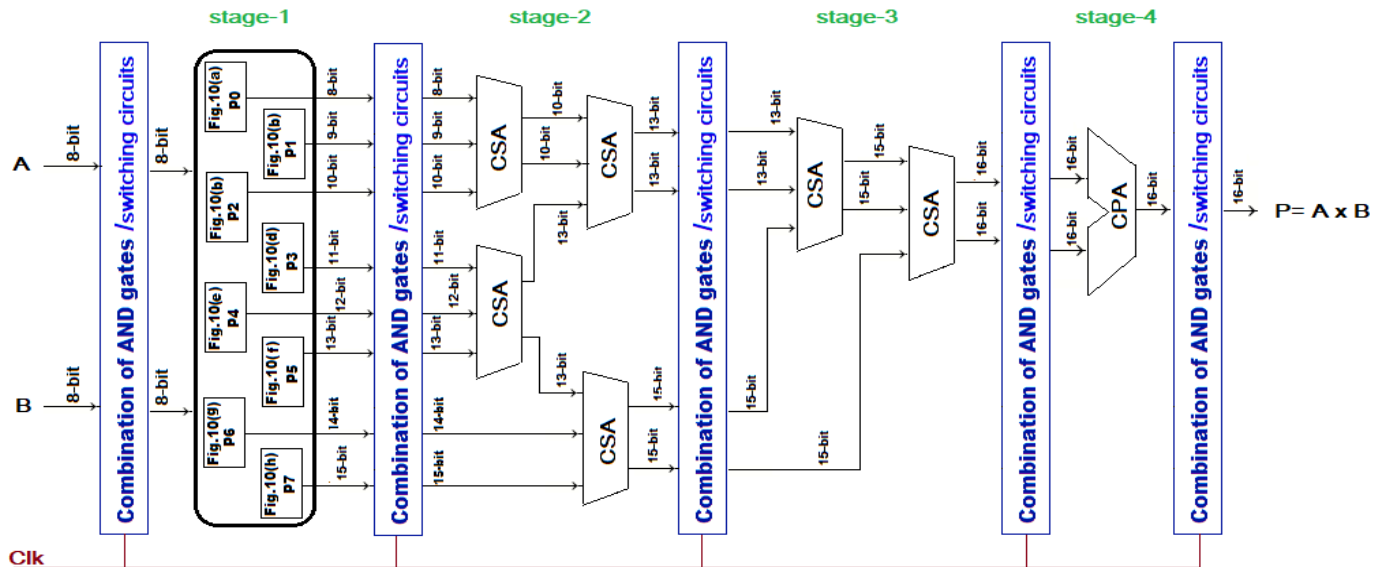 stage-1
stage-2
stage-3
stage-4
A
8-bit
B
8-bit
Clk
Combination of AND gates /switching circuits
8-bit
8-bit
Fig.10(a)
P0
Fig.10(b)
P1
Fig.10(b)
P2
Fig.10(d)
P3
Fig.10(e)
P4
Fig.10(f)
P5
Fig.10(g)
P6
Fig.10(h)
P7
8-bit
9-bit
10-bit
11-bit
12-bit
13-bit
14-bit
15-bit
Combination of AND gates /switching circuits
8-bit
9-bit
10-bit
11-bit
12-bit
13-bit
14-bit
15-bit
CSA
CSA
10-bit
10-bit
13-bit
13-bit
CSA
CSA
13-bit
13-bit
15-bit
15-bit
Combination of AND gates /switching circuits
13-bit
13-bit
15-bit
15-bit
CSA
15-bit
15-bit
CSA
16-bit
16-bit
Combination of AND gates /switching circuits
16-bit
16-bit
CPA
16-bit
Combination of AND gates /switching circuits
16-bit
P= A x B